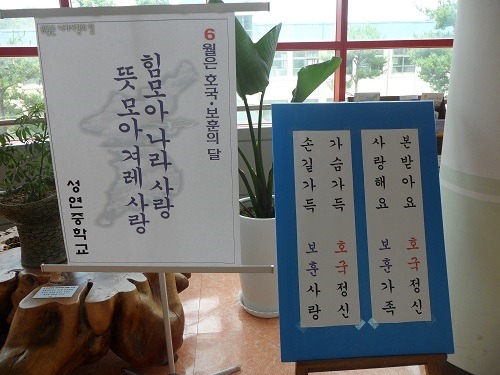 6월은 호국·보훈의 달
힘모아 나라사랑
뜻모아 겨레사랑
성연중학교
본받아요 호국정신
사랑해요 보훈가족
가슴가득 호국정신
손길가득 보훈사랑